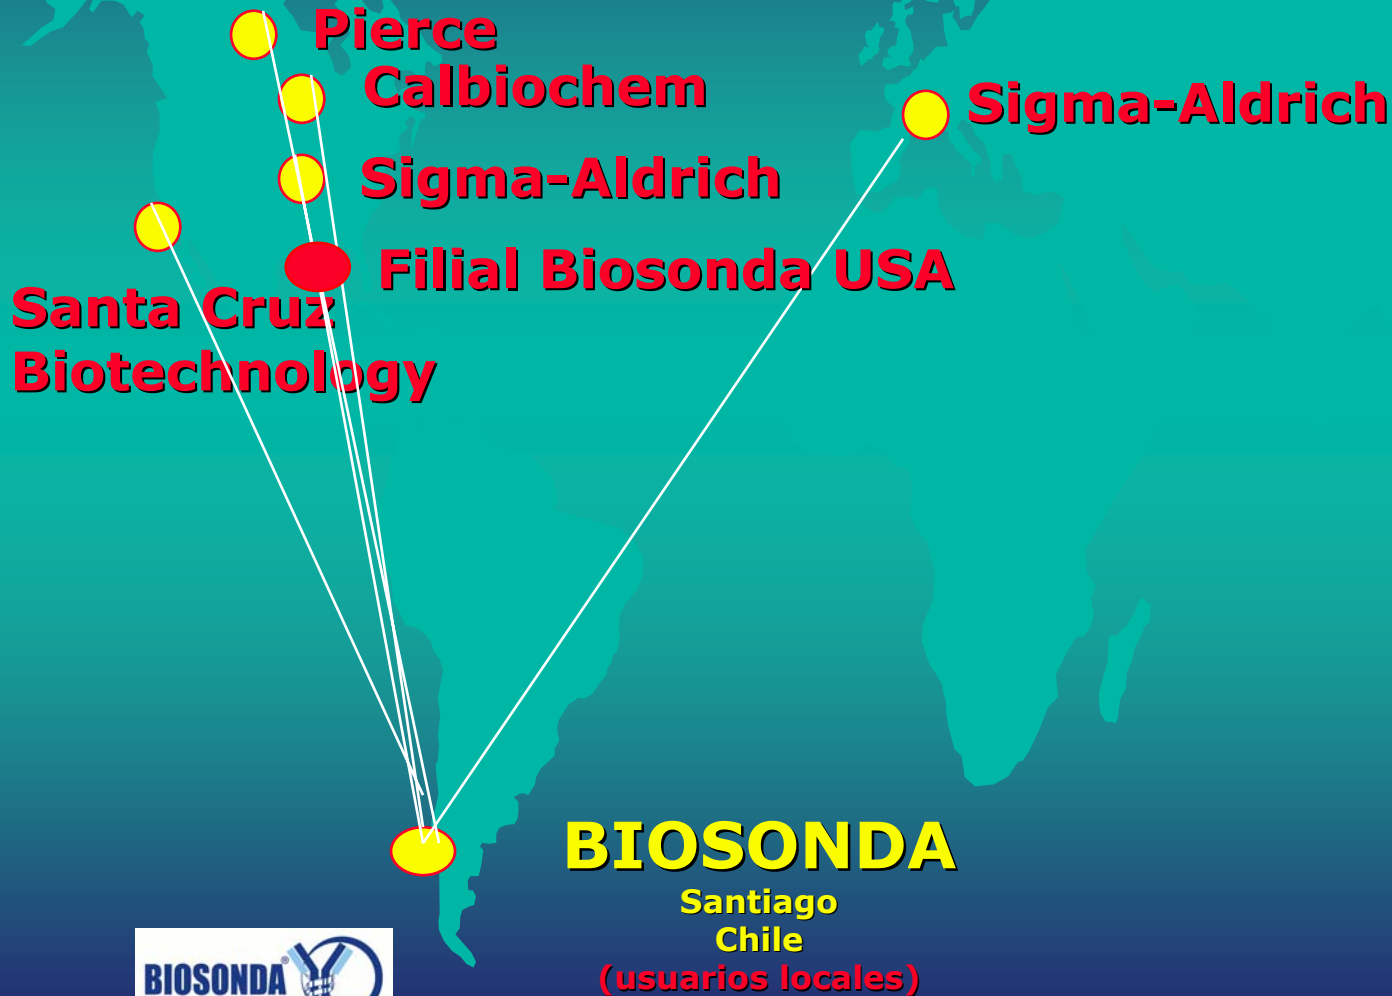 Pierce
Calbiochem
Sigma-Aldrich
Sigma-Aldrich
Filial Biosonda USA
Santa Cruz
Biotechnology
BIOSONDA
Santiago
Chile
(usuarios locales)
BIOSONDA®